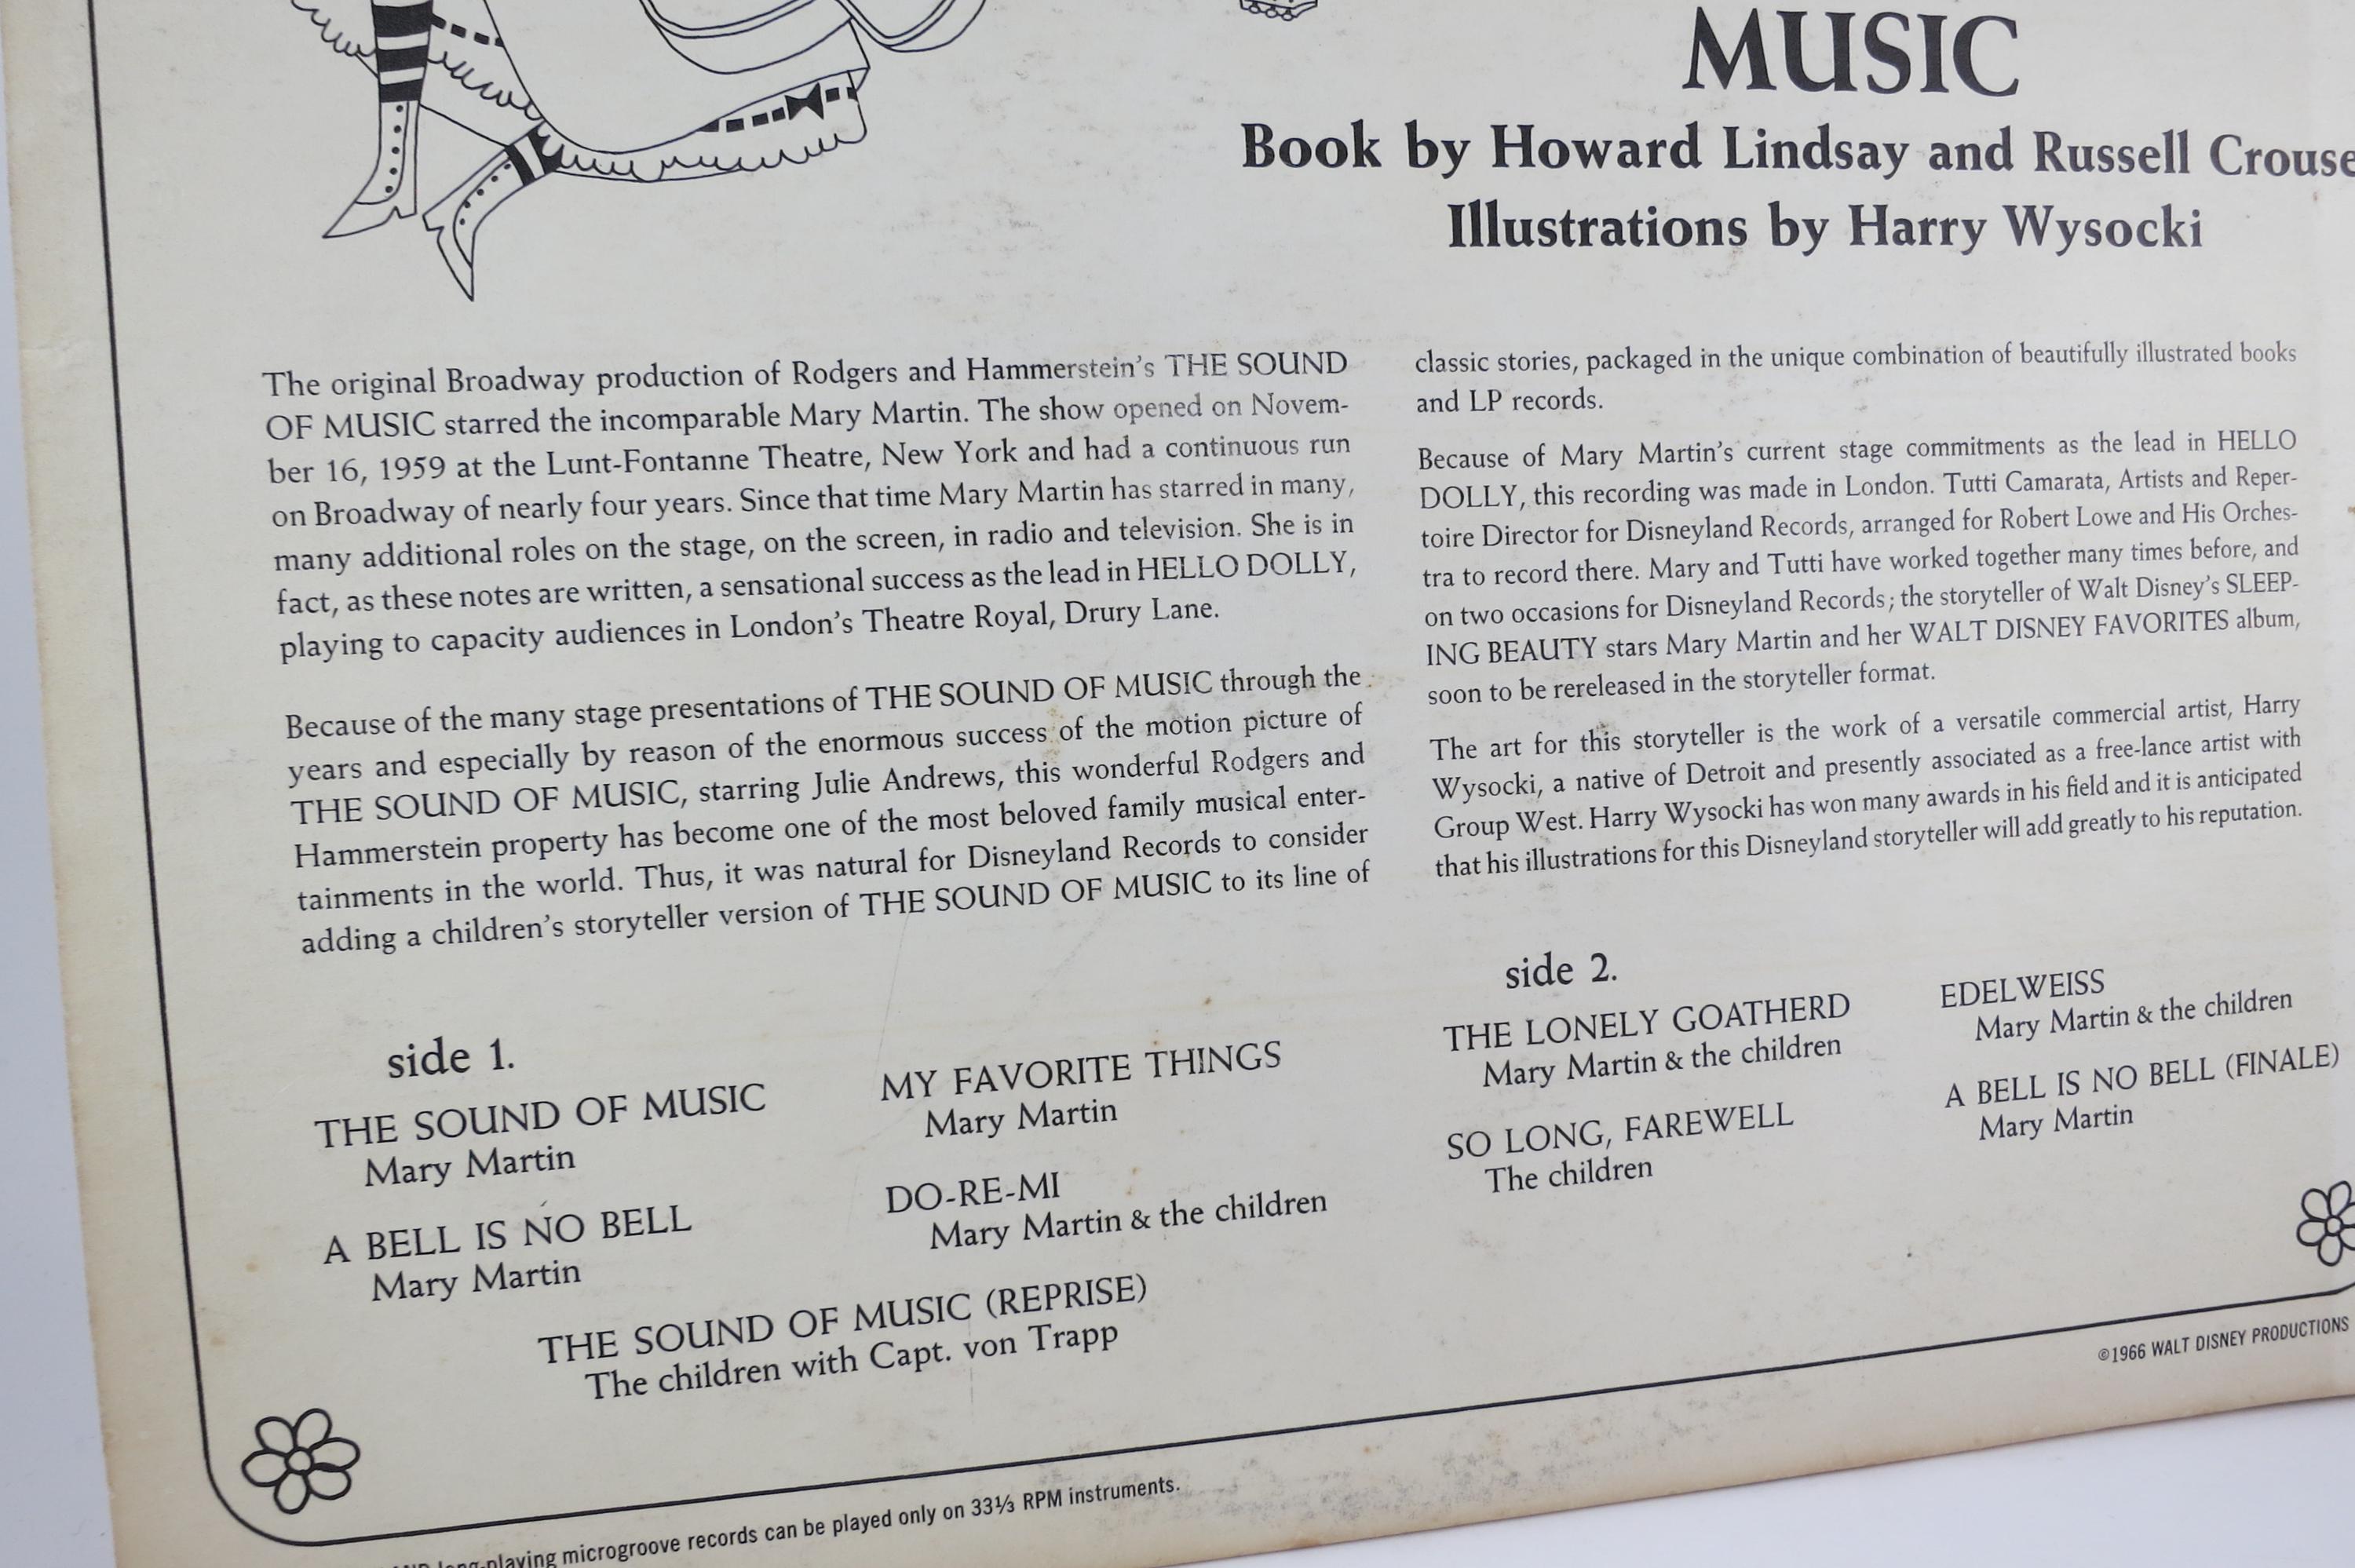 MUSIC
Book by Howard Lindsay and Russell Crouse
Illustrations by Harry Wysocki
The original Broadway production of Rodgers and Hammerstein's THE SOUND
OF MUSIC starred the incomparable Mary Martin. The show opened on Novem-
ber 16, 1959 at the Lunt-Fontanne Theatre, New York and had a continuous run
on Broadway of nearly four years. Since that time Mary Martin has starred in many,
many additional roles on the stage, on the screen, in radio and television. She is in
fact, as these notes are written, a sensational success as the lead in HELLO DOLLY,
playing to capacity audiences in London's Theatre Royal, Drury Lane.
Because of the many stage presentations of THE SOUND OF MUSIC through the
years and especially by reason of the enormous success of the motion picture of
THE SOUND OF MUSIC, starring Julie Andrews, this wonderful Rodgers and
Hammerstein property has become one of the most beloved family musical enter-
tainments in the world. Thus, it was natural for Disneyland Records to consider
adding a children's storyteller version of THE SOUND OF MUSIC to its line of
classic stories, packaged in the unique combination of beautifully illustrated books
and LP records.
Because of Mary Martin's current stage commitments as the lead in HELLO
DOLLY, this recording was made in London. Tutti Camarata, Artists and Reper-
toire Director for Disneyland Records, arranged for Robert Lowe and His Orches-
tra to record there. Mary and Tutti have worked together many times before, and
on two occasions for Disneyland Records; the storyteller of Walt Disney's SLEEP-
ING BEAUTY stars Mary Martin and her WALT DISNEY FAVORITES album,
soon to be rereleased in the storyteller format.
The art for this storyteller is the work of a versatile commercial artist, Harry
Wysocki, a native of Detroit and presently associated as a free-lance artist with
Group West. Harry Wysocki has won many awards in his field and it is anticipated
that his illustrations for this Disneyland storyteller will add greatly to his reputation.
side 1.
THE SOUND OF MUSIC
Mary Martin
A BELL IS NO BELL
Mary Martin
MY FAVORITE THINGS
Mary Martin
DO-RE-MI
Mary Martin & the children
THE SOUND OF MUSIC (REPRISE)
The children with Capt. von Trapp
side 2.
THE LONELY GOATHERD
Mary Martin & the children
SO LONG, FAREWELL
The children
EDELWEISS
Mary Martin & the children
A BELL IS NO BELL (FINALE)
Mary Martin
©1966 WALT DISNEY PRODUCTIONS
long-playing microgroove records can be played only on 33⅓ RPM instruments.